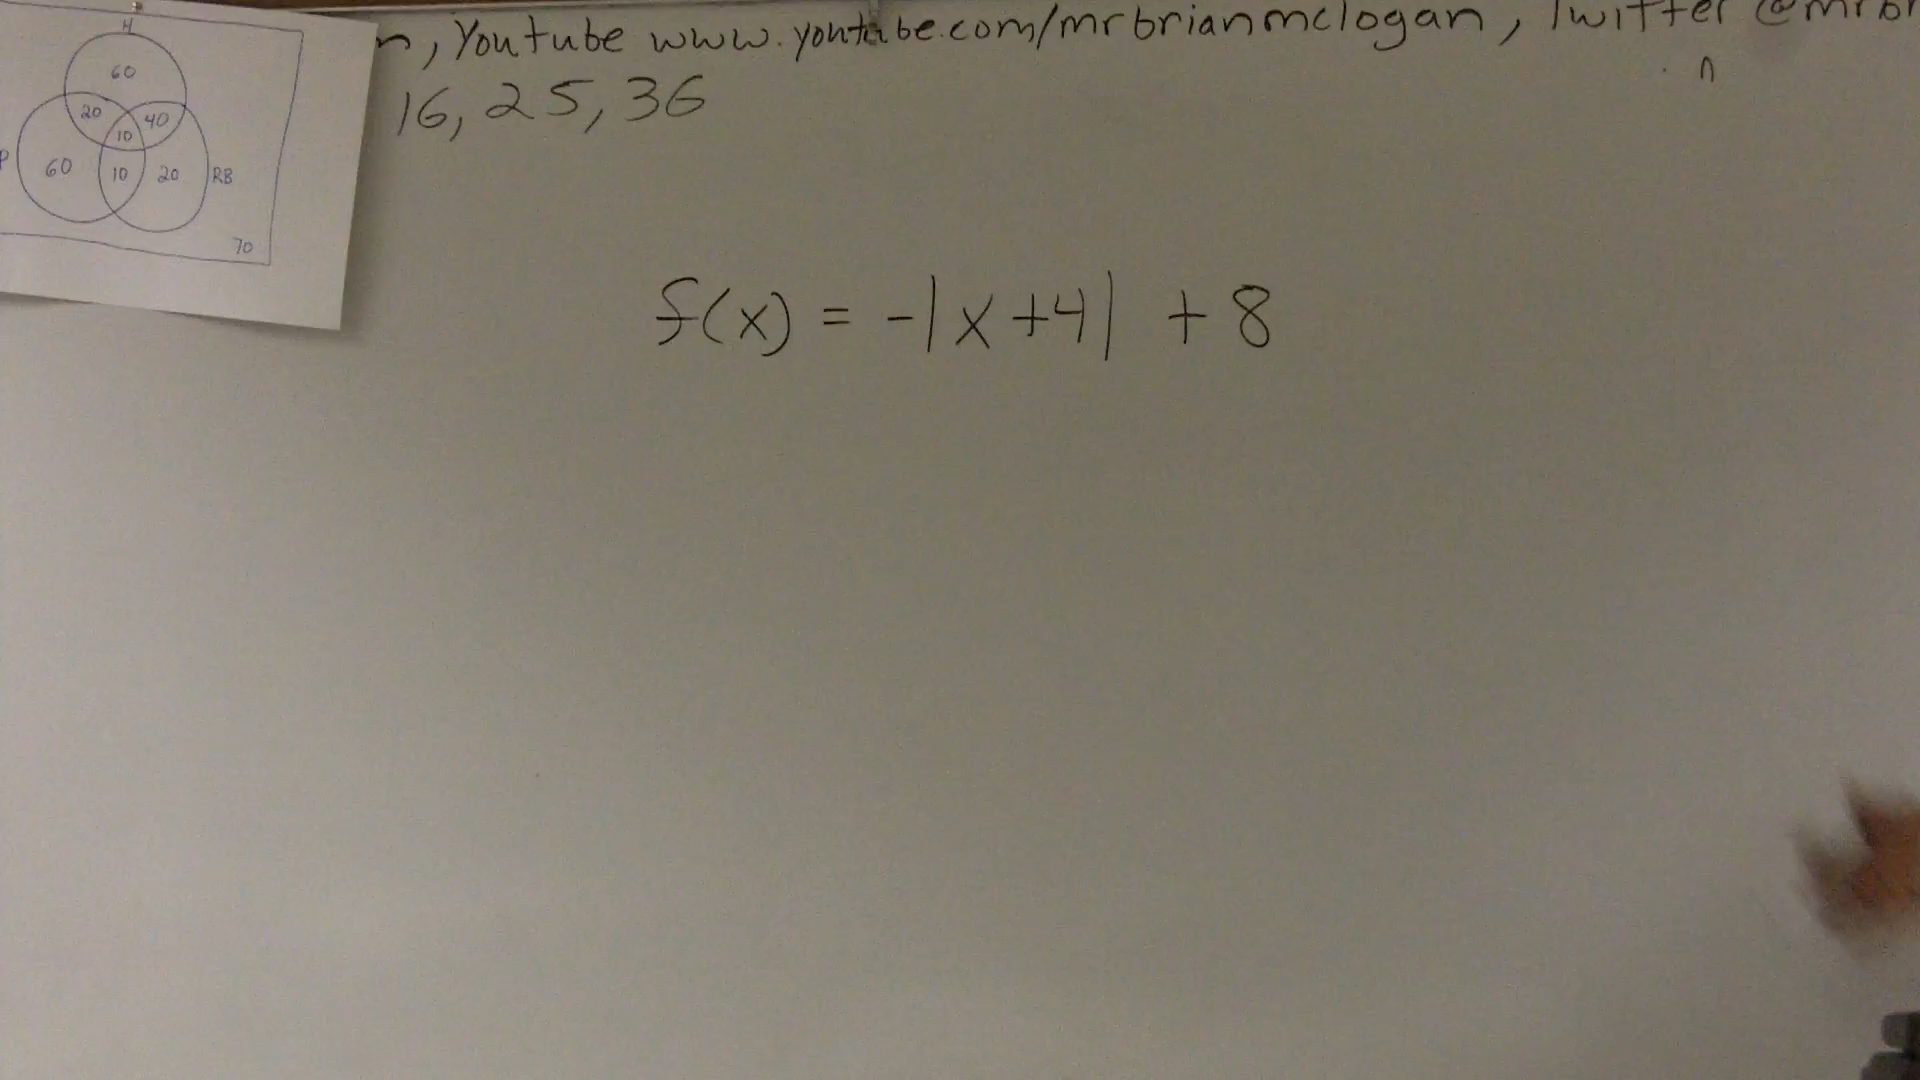 n, Youtube www.youtube.com/mrbrianmclogan, Twitter @mrbr
n
16, 25, 36
H
60
20
40
10
60
10
20
RB
P
70
f(x) = -|x+4| + 8